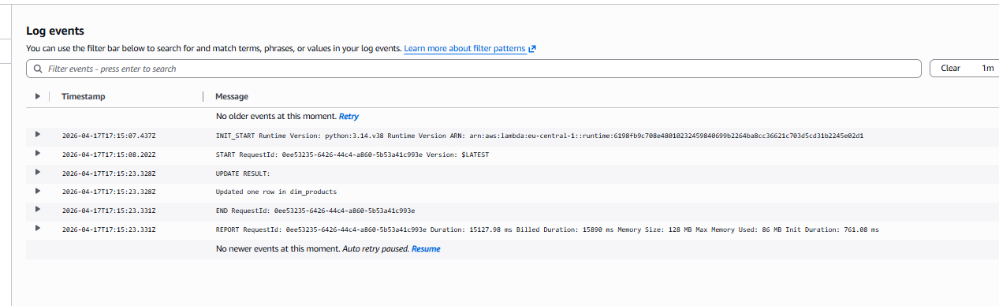 Log events
You can use the filter bar below to search for and match terms, phrases, or values in your log events. Learn more about filter patterns
Filter events - press enter to search
Clear 1m
Timestamp Message
No older events at this moment. Retry
2026-04-17T17:15:07.437Z INIT_START Runtime Version: python:3.14.v38 Runtime Version ARN: arn:aws:lambda:eu-central-1::runtime:6198fb9c708e48010232459840699b2264ba8cc36621c703d5cd31b2245e02d1
2026-04-17T17:15:08.202Z START RequestId: 0ee53235-6426-44c4-a860-5b53a41c993e Version: $LATEST
2026-04-17T17:15:23.328Z UPDATE RESULT:
2026-04-17T17:15:23.328Z Updated one row in dim_products
2026-04-17T17:15:23.331Z END RequestId: 0ee53235-6426-44c4-a860-5b53a41c993e
2026-04-17T17:15:23.331Z REPORT RequestId: 0ee53235-6426-44c4-a860-5b53a41c993e Duration: 15127.98 ms Billed Duration: 15890 ms Memory Size: 128 MB Max Memory Used: 86 MB Init Duration: 761.08 ms
No newer events at this moment. Auto retry paused. Resume